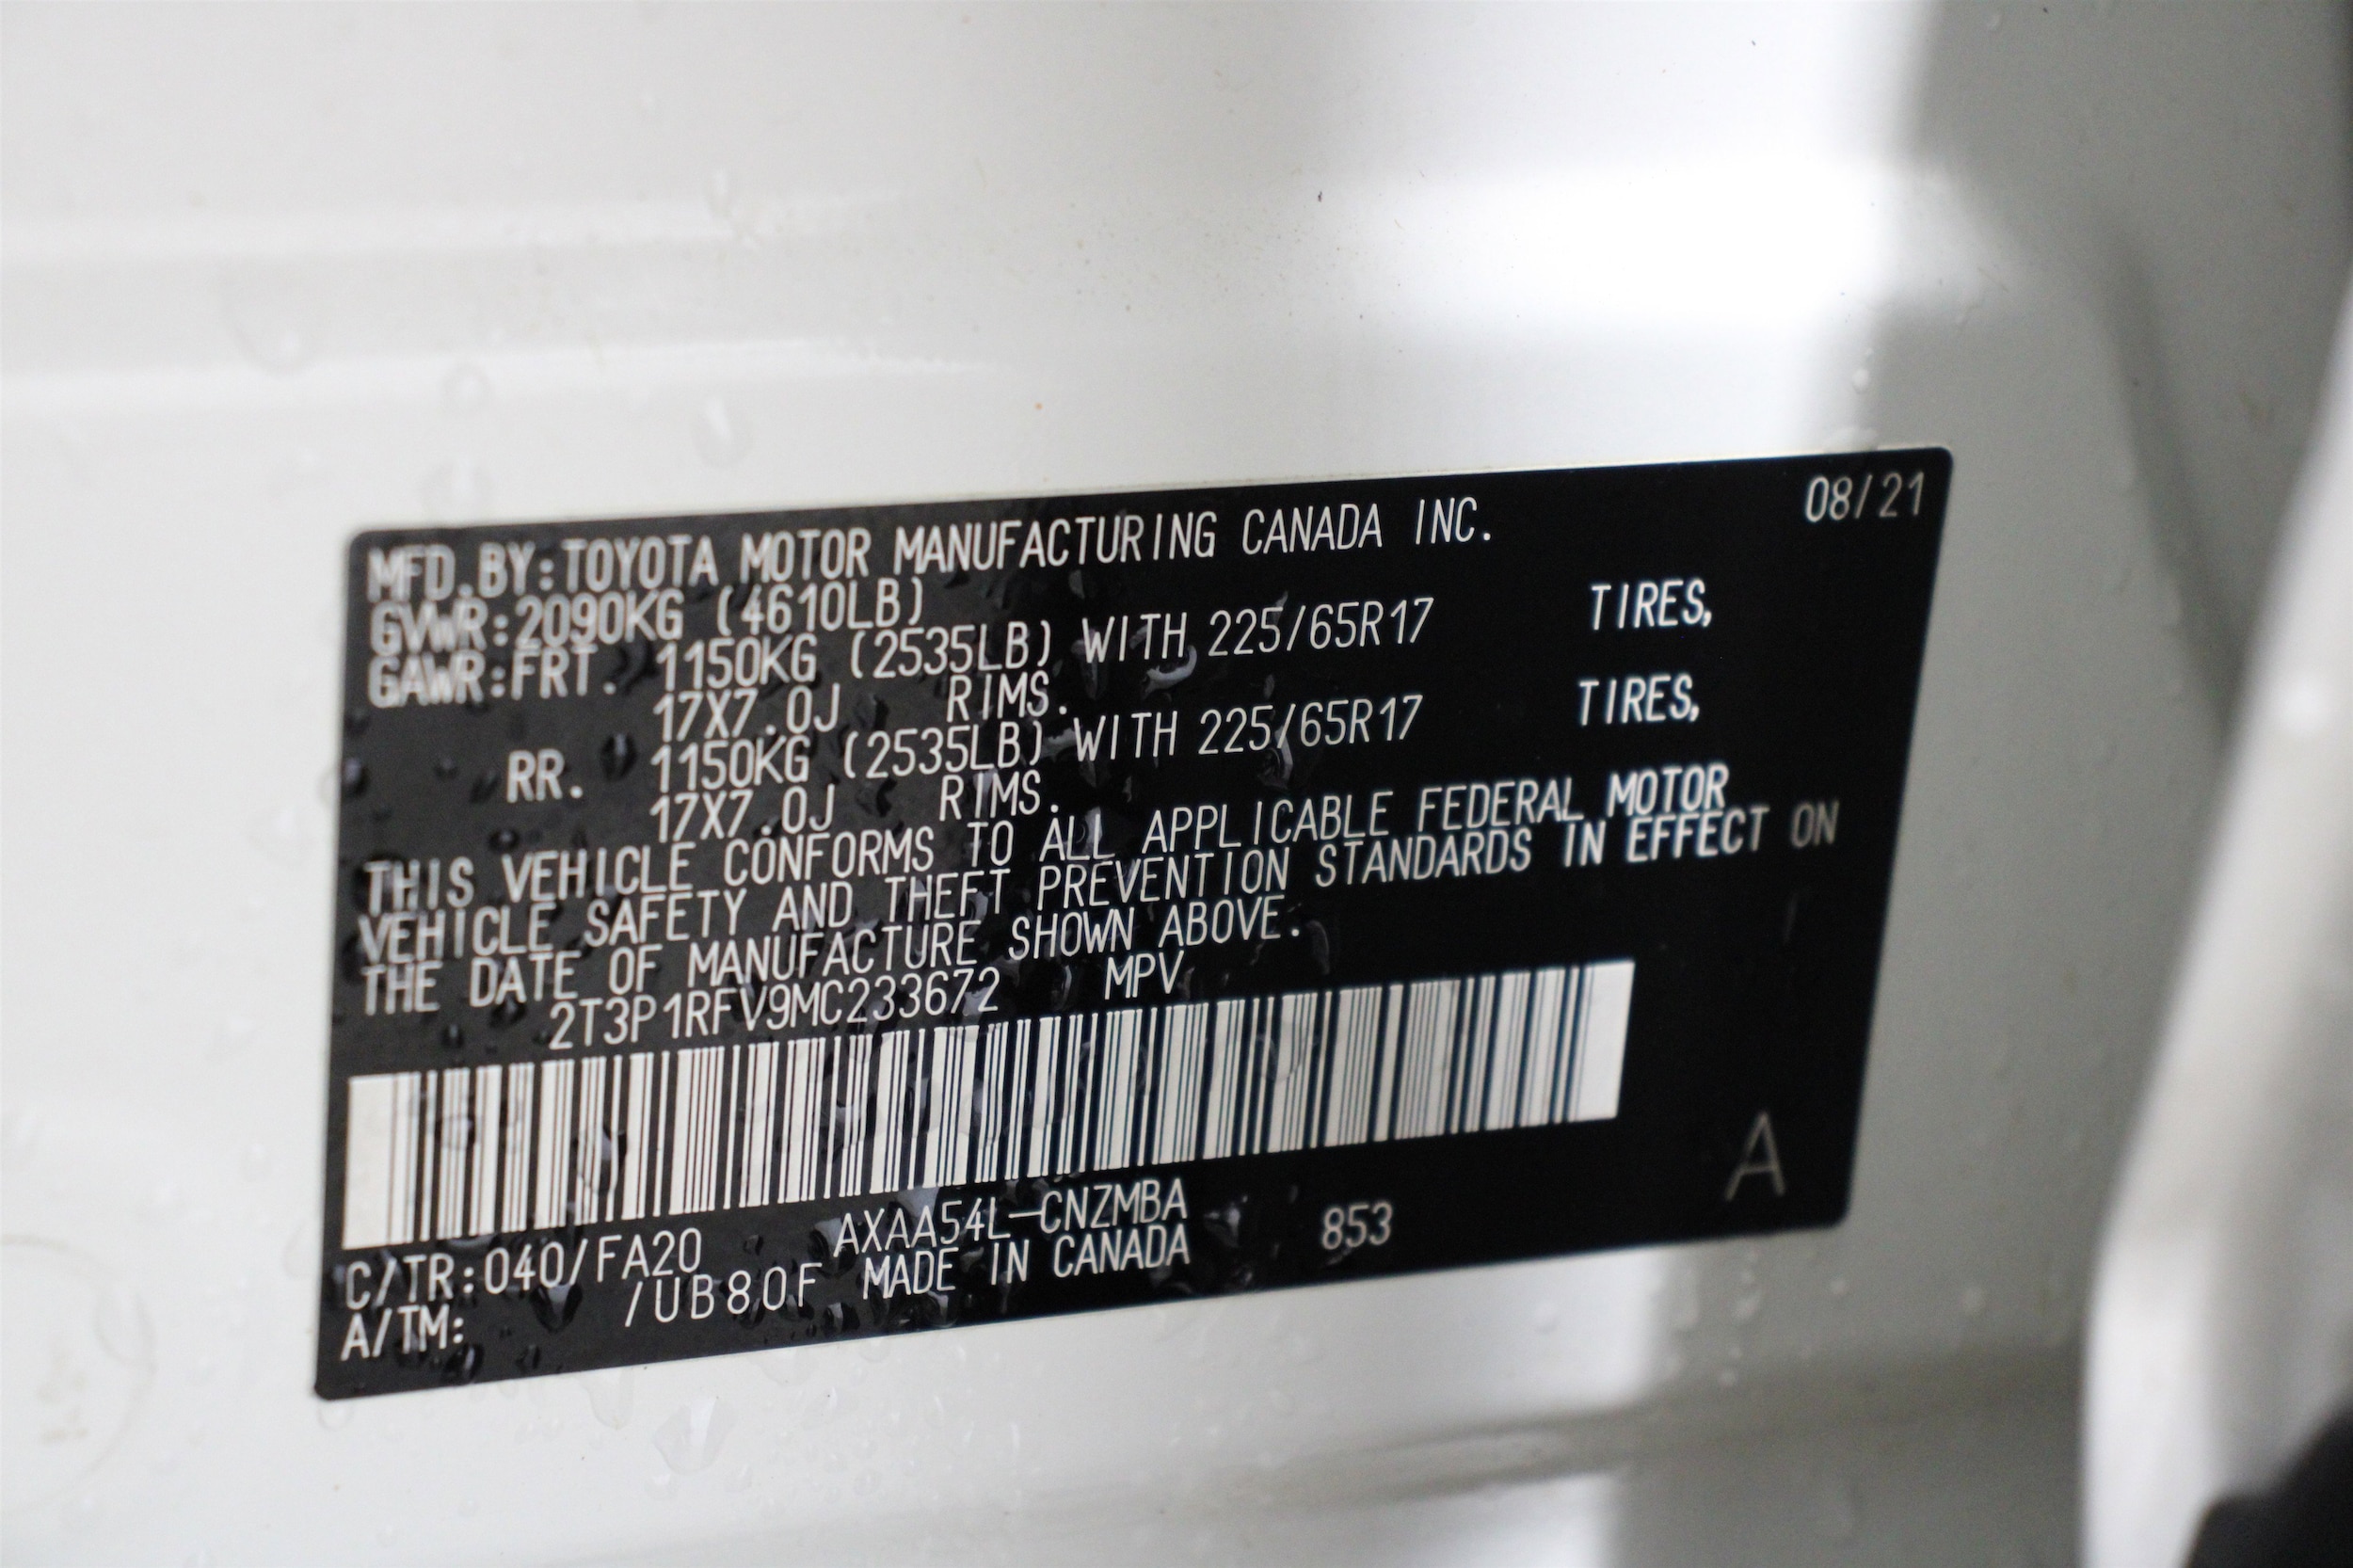 08/21
MFD.BY:TOYOTA MOTOR MANUFACTURING CANADA INC.
GVWR:2090KG (4610LB)
GAWR:FRT. 1150KG (2535LB) WITH 225/65R17 TIRES,
17X7.0J RIMS.
RR. 1150KG (2535LB) WITH 225/65R17 TIRES,
17X7.0J RIMS.
THIS VEHICLE CONFORMS TO ALL APPLICABLE FEDERAL MOTOR
VEHICLE SAFETY AND THEFT PREVENTION STANDARDS IN EFFECT ON
THE DATE OF MANUFACTURE SHOWN ABOVE.
2T3P1RFV9MC233672 MPV
A
C/TR:040/FA20 AXAA54L-CNZMBA 853
A/TM: /UB80F MADE IN CANADA